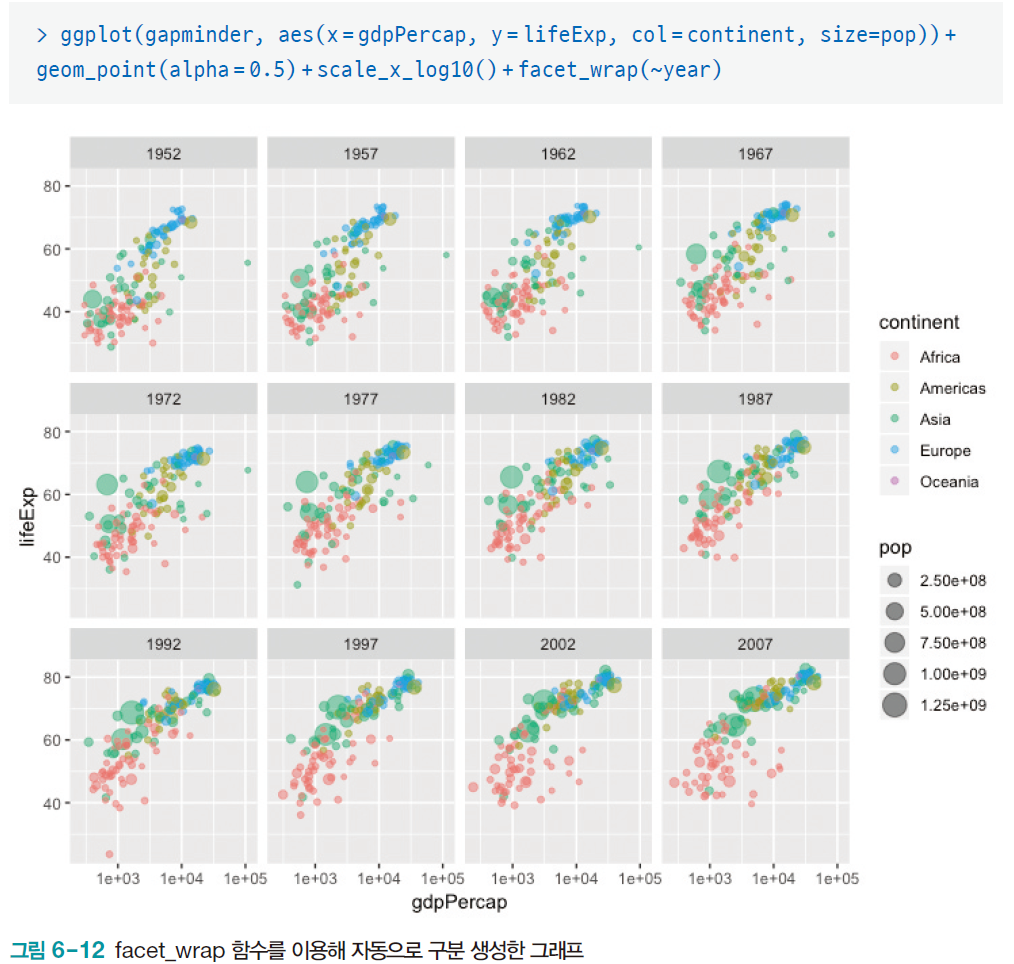 > ggplot(gapminder, aes(x=gdpPercap, y=lifeExp, col=continent, size=pop))+
geom_point(alpha=0.5)+scale_x_log10()+facet_wrap(~year)
1952 1957 1962 1967
80
60
40
1972 1977 1982 1987
80
60
40
1992 1997 2002 2007
80
60
40
lifeExp
1e+03 1e+04 1e+05 1e+03 1e+04 1e+05 1e+03 1e+04 1e+05 1e+03 1e+04 1e+05
gdpPercap
continent
Africa
Americas
Asia
Europe
Oceania
pop
2.50e+08
5.00e+08
7.50e+08
1.00e+09
1.25e+09
그림 6-12 facet_wrap 함수를 이용해 자동으로 구분 생성한 그래프